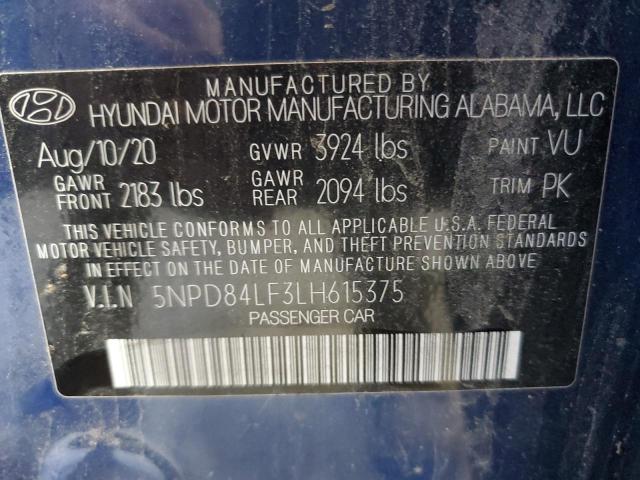 MANUFACTURED BY
HYUNDAI MOTOR MANUFACTURING ALABAMA, LLC
Aug/10/20 GVWR 3924 lbs PAINT VU
GAWR FRONT 2183 lbs GAWR REAR 2094 lbs TRIM PK
THIS VEHICLE CONFORMS TO ALL APPLICABLE U.S.A. FEDERAL
MOTOR VEHICLE SAFETY, BUMPER, AND THEFT PREVENTION STANDARDS
IN EFFECT ON THE DATE OF MANUFACTURE SHOWN ABOVE.
V.I.N 5NPD84LF3LH615375
PASSENGER CAR